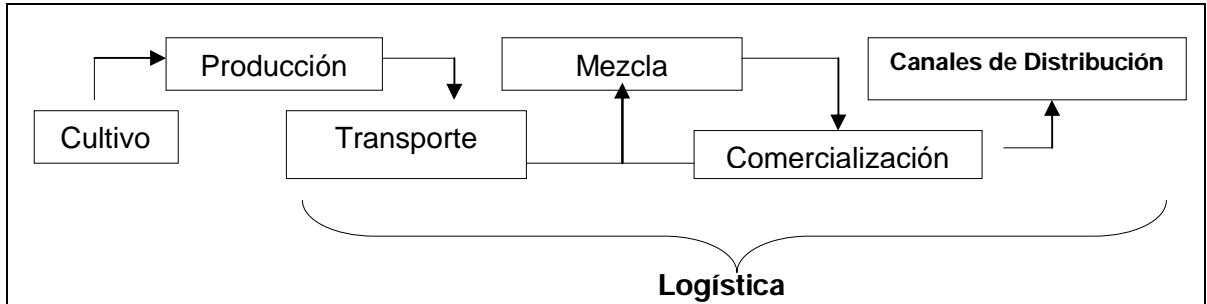 Cultivo
Producción
Transporte
Mezcla
Comercialización
Canales de Distribución
Logística